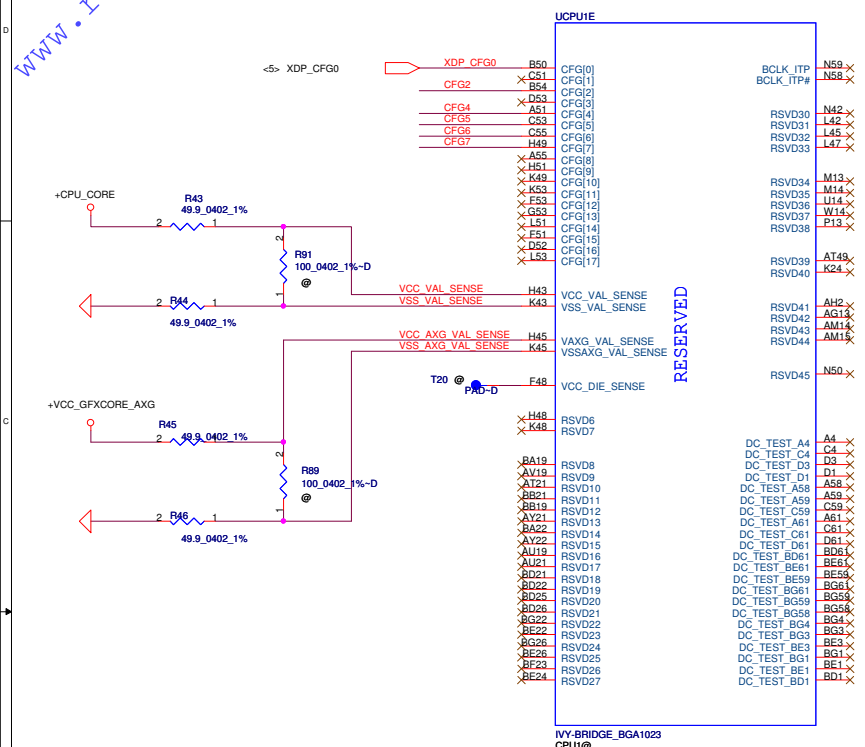 www.
D
C
<5> XDP_CFG0
XDP_CFG0
CFG2
CFG4
CFG5
CFG6
CFG7
+CPU_CORE
R43
49.9_0402_1%
2 1
2
R91
100_0402_1%~D
@
1
2 R44 1
49.9_0402_1%
VCC_VAL_SENSE
VSS_VAL_SENSE
VCC_AXG_VAL_SENSE
VSS_AXG_VAL_SENSE
T20 @
PAD~D
+VCC_GFXCORE_AXG
R45
2 1
49.9_0402_1%
2
R89
100_0402_1%~D
@
1
2 R46 1
49.9_0402_1%
UCPU1E
B50 CFG[0]
C51 CFG[1]
B54 CFG[2]
D53 CFG[3]
A51 CFG[4]
C53 CFG[5]
C55 CFG[6]
H49 CFG[7]
A55 CFG[8]
H51 CFG[9]
K49 CFG[10]
K53 CFG[11]
F53 CFG[12]
G53 CFG[13]
L51 CFG[14]
F51 CFG[15]
D52 CFG[16]
L53 CFG[17]
H43 VCC_VAL_SENSE
K43 VSS_VAL_SENSE
H45 VAXG_VAL_SENSE
K45 VSSAXG_VAL_SENSE
F48 VCC_DIE_SENSE
H48 RSVD6
K48 RSVD7
BA19 RSVD8
AV19 RSVD9
AT21 RSVD10
BB21 RSVD11
BB19 RSVD12
AY21 RSVD13
BA22 RSVD14
AY22 RSVD15
AU19 RSVD16
AU21 RSVD17
BD21 RSVD18
BD22 RSVD19
BD25 RSVD20
BD26 RSVD21
BG22 RSVD22
BE22 RSVD23
BG26 RSVD24
BE26 RSVD25
BF23 RSVD26
BE24 RSVD27
RESERVED
BCLK_ITP N59
BCLK_ITP# N58
RSVD30 N42
RSVD31 L42
RSVD32 L45
RSVD33 L47
RSVD34 M13
RSVD35 M14
RSVD36 U14
RSVD37 W14
RSVD38 P13
RSVD39 AT49
RSVD40 K24
RSVD41 AH2
RSVD42 AG13
RSVD43 AM14
RSVD44 AM15
RSVD45 N50
DC_TEST_A4 A4
DC_TEST_C4 C4
DC_TEST_D3 D3
DC_TEST_D1 D1
DC_TEST_A58 A58
DC_TEST_A59 A59
DC_TEST_C59 C59
DC_TEST_A61 A61
DC_TEST_C61 C61
DC_TEST_D61 D61
DC_TEST_BD61 BD61
DC_TEST_BE61 BE61
DC_TEST_BE59 BE59
DC_TEST_BG61 BG61
DC_TEST_BG59 BG59
DC_TEST_BG58 BG58
DC_TEST_BG4 BG4
DC_TEST_BG3 BG3
DC_TEST_BE3 BE3
DC_TEST_BG1 BG1
DC_TEST_BE1 BE1
DC_TEST_BD1 BD1
IVY-BRIDGE_BGA1023
CPU1@